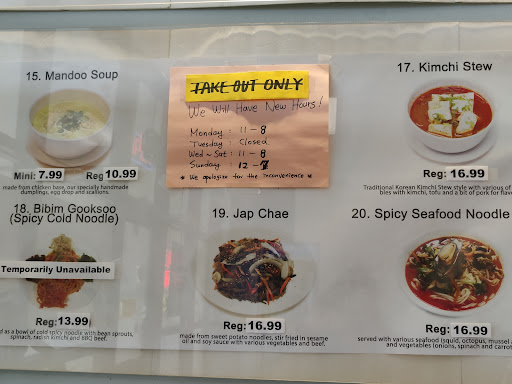 15. Mandoo Soup
Mini: 7.99 Reg: 10.99
made from chicken base, our specially handmade
dumplings, egg drop and scallions.
TAKE OUT ONLY
We Will Have New Hours!
Monday : 11 - 8
Tuesday : Closed
Wed ~ Sat : 11 - 8
Sunday : 12 - 7
* We apologize for the inconvenience *
17. Kimchi Stew
Reg: 16.99
Traditional Korean Kimchi Stew style with various of
bles with kimchi, tofu and a bit of pork for flavo
18. Bibim Gooksoo
(Spicy Cold Noodle)
Temporarily Unavailable
Reg: 13.99
d as a bowl of cold spicy noodle with bean sprouts,
spinach, radish kimchi and BBQ beef.
19. Jap Chae
Reg: 16.99
made from sweet potato noodles, stir fried in sesame
oil and soy sauce with various vegetables and beef.
20. Spicy Seafood Noodle
Reg: 16.99
served with various seafood (squid, octopus, mussel
and vegetables (onions, spinach and carrot